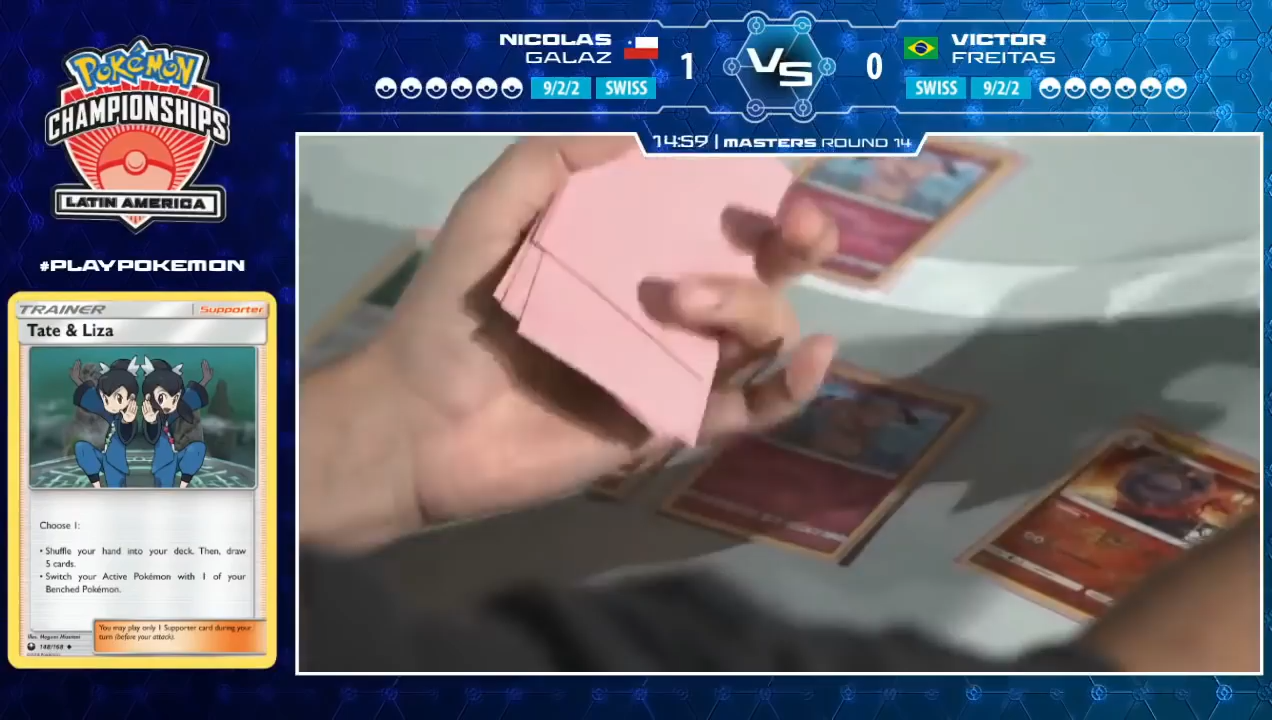 Pokémon
CHAMPIONSHIPS
LATIN AMERICA
#PLAYPOKEMON
NICOLAS
GALAZ
1
VS
0
VICTOR
FREITAS
9/2/2
SWISS
SWISS
9/2/2
14:59 | MASTERS ROUND 14
TRAINER
Supporter
Tate & Liza
Choose 1:
• Shuffle your hand into your deck. Then, draw
5 cards.
• Switch your Active Pokémon with 1 of your
Benched Pokémon.
You may play only 1 Supporter card during your
turn (before your attack).
148/168